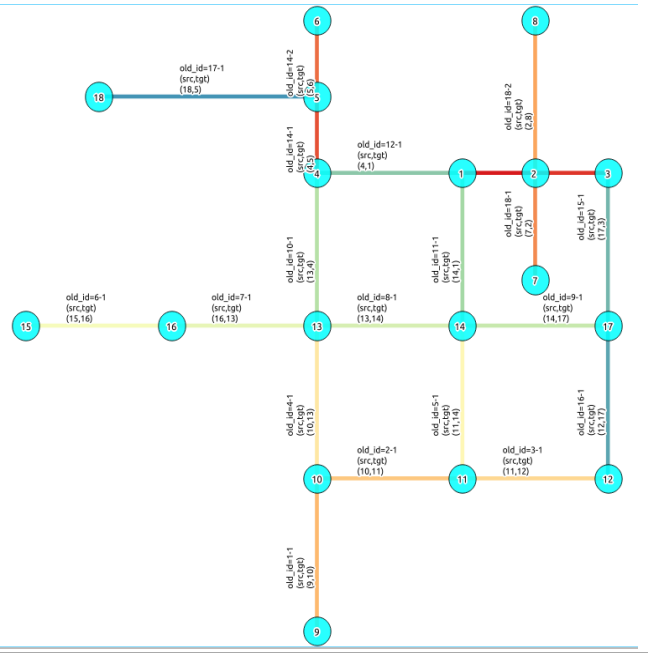 6
8
old_id=17-1
(src,tgt)
(18,5)
old_id=14-2
(src,tgt)
(5,6)
18
5
old_id=18-2
(src,tgt)
(2,8)
old_id=14-1
(src,tgt)
(4,5)
old_id=12-1
(src,tgt)
(4,1)
4
1
2
3
old_id=18-1
(src,tgt)
(7,2)
old_id=15-1
(src,tgt)
(17,3)
old_id=10-1
(src,tgt)
(13,4)
old_id=11-1
(src,tgt)
(14,1)
7
old_id=6-1
(src,tgt)
(15,16)
old_id=7-1
(src,tgt)
(16,13)
old_id=8-1
(src,tgt)
(13,14)
old_id=9-1
(src,tgt)
(14,17)
15
16
13
14
17
old_id=4-1
(src,tgt)
(10,13)
old_id=5-1
(src,tgt)
(11,14)
old_id=16-1
(src,tgt)
(12,17)
old_id=2-1
(src,tgt)
(10,11)
old_id=3-1
(src,tgt)
(11,12)
10
11
12
old_id=1-1
(src,tgt)
(9,10)
9